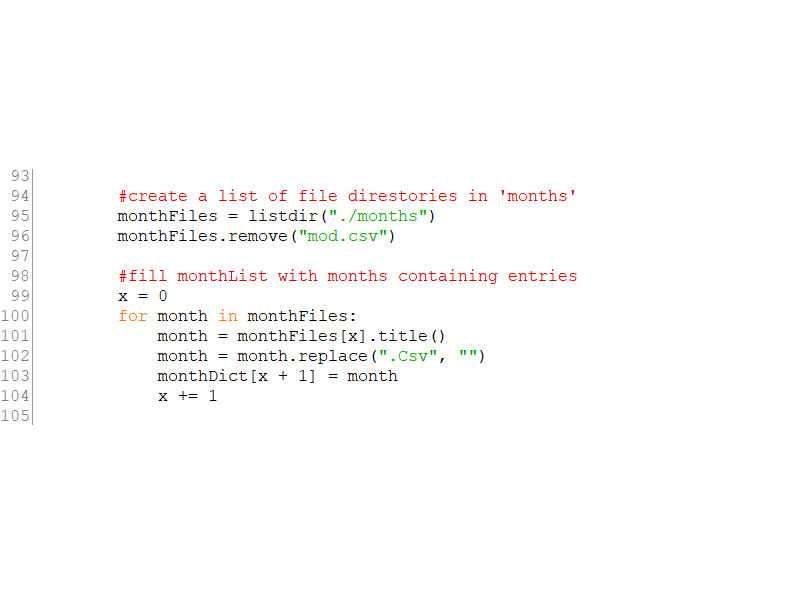 93
94 #create a list of file direstories in 'months'
95 monthFiles = listdir("./months")
96 monthFiles.remove("mod.csv")
97
98 #fill monthList with months containing entries
99 x = 0
100 for month in monthFiles:
101 month = monthFiles[x].title()
102 month = month.replace(".Csv", "")
103 monthDict[x + 1] = month
104 x += 1
105